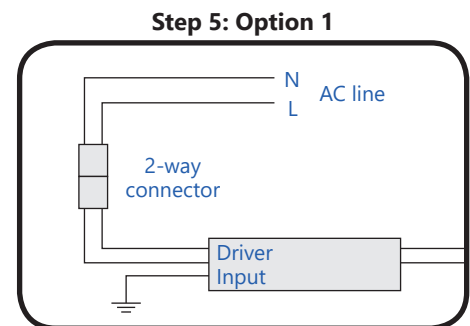 Step 5: Option 1
N
AC line
L
2-way
connector
Driver
Input